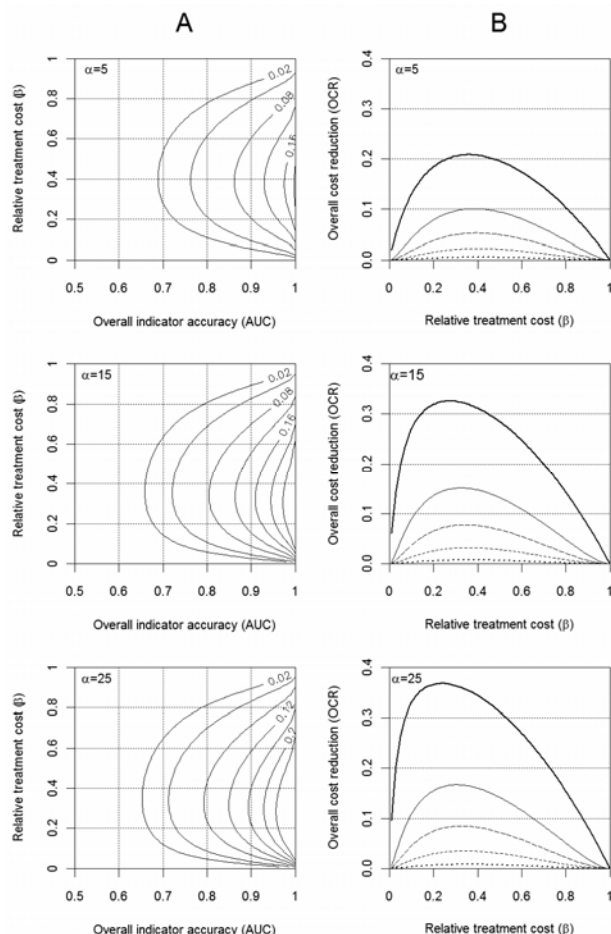 A
B
α=5
Relative treatment cost (β)
1
0.8
0.6
0.4
0.2
0
0.02
0.08
0.16
0.5 0.6 0.7 0.8 0.9 1
Overall indicator accuracy (AUC)
α=5
Overall cost reduction (OCR)
0.4
0.3
0.2
0.1
0.0
0 0.2 0.4 0.6 0.8 1
Relative treatment cost (β)
α=15
Relative treatment cost (β)
1
0.8
0.6
0.4
0.2
0
0.02
0.08
0.16
0.5 0.6 0.7 0.8 0.9 1
Overall indicator accuracy (AUC)
α=15
Overall cost reduction (OCR)
0.4
0.3
0.2
0.1
0.0
0 0.2 0.4 0.6 0.8 1
Relative treatment cost (β)
α=25
Relative treatment cost (β)
1
0.8
0.6
0.4
0.2
0
0.02
0.12
0.2
0.5 0.6 0.7 0.8 0.9 1
Overall indicator accuracy (AUC)
α=25
Overall cost reduction (OCR)
0.4
0.3
0.2
0.1
0.0
0 0.2 0.4 0.6 0.8 1
Relative treatment cost (β)